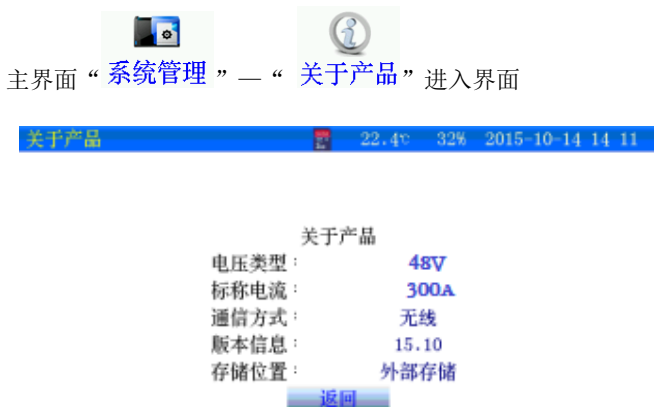 主界面“系统管理”—“关于产品”进入界面
关于产品 22.4℃ 32% 2015-10-14 14 11
关于产品
电压类型: 48V
标称电流: 300A
通信方式: 无线
版本信息: 15.10
存储位置: 外部存储
返回